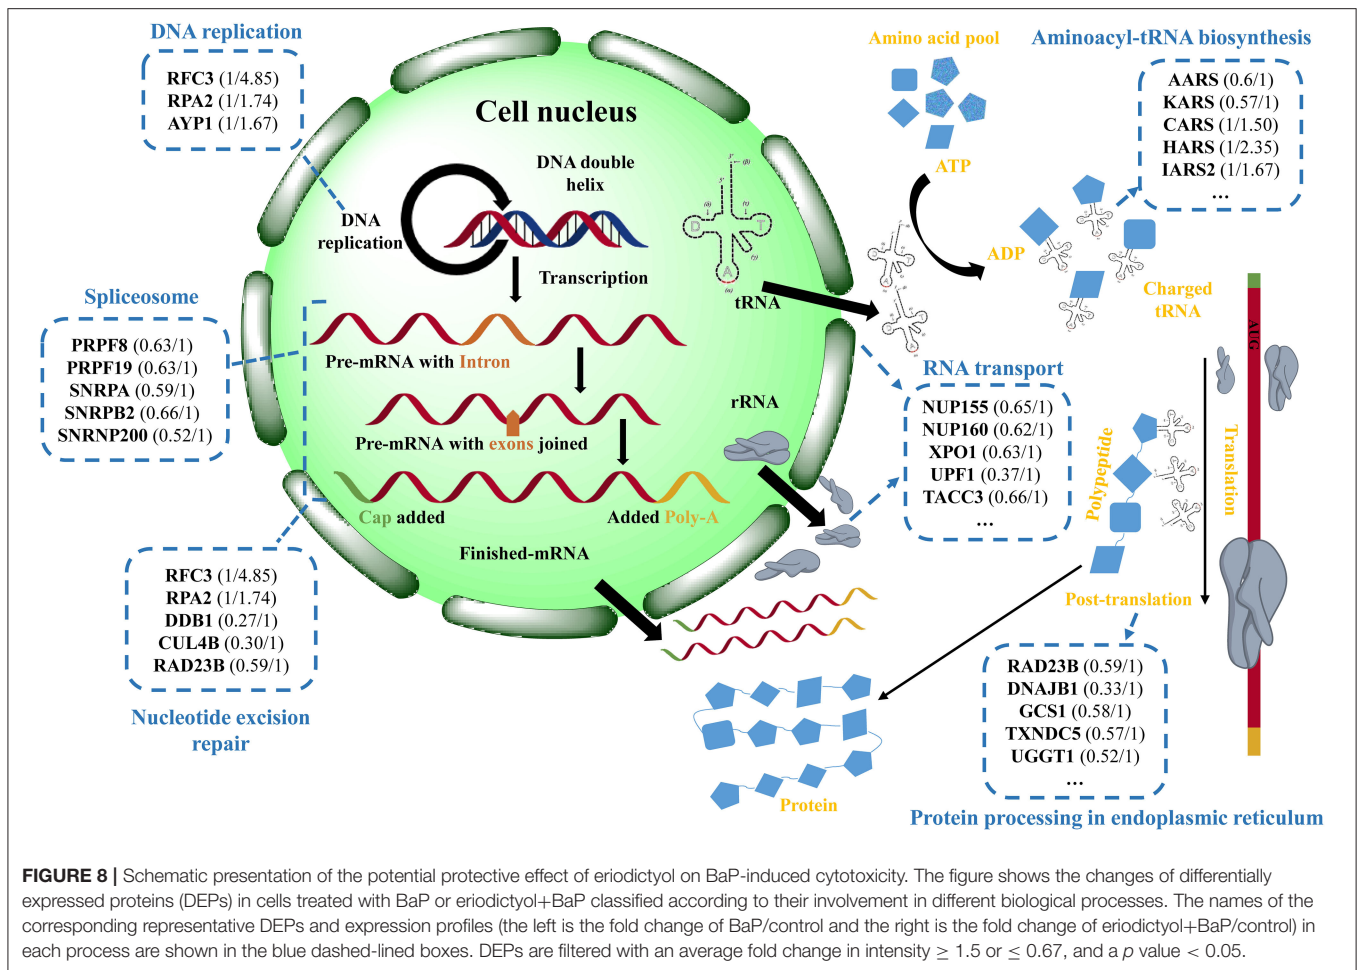 DNA replication
RFC3 (1/4.85)
RPA2 (1/1.74)
AYP1 (1/1.67)
Cell nucleus
DNA double
helix
DNA
replication
Transcription
Spliceosome
PRPF8 (0.63/1)
PRPF19 (0.63/1)
SNRPA (0.59/1)
SNRPB2 (0.66/1)
SNRNP200 (0.52/1)
Pre-mRNA with Intron
Pre-mRNA with exons joined
Cap added
Added Poly-A
Finished-mRNA
D
T
A
tRNA
rRNA
RFC3 (1/4.85)
RPA2 (1/1.74)
DDB1 (0.27/1)
CUL4B (0.30/1)
RAD23B (0.59/1)
Nucleotide excision
repair
Amino acid pool
ATP
ADP
Aminoacyl-tRNA biosynthesis
AARS (0.6/1)
KARS (0.57/1)
CARS (1/1.50)
HARS (1/2.35)
IARS2 (1/1.67)
...
Charged
tRNA
AUG
RNA transport
NUP155 (0.65/1)
NUP160 (0.62/1)
XPO1 (0.63/1)
UPF1 (0.37/1)
TACC3 (0.66/1)
...
Polypeptide
Translation
Post-translation
RAD23B (0.59/1)
DNAJB1 (0.33/1)
GCS1 (0.58/1)
TXNDC5 (0.57/1)
UGGT1 (0.52/1)
...
Protein
Protein processing in endoplasmic reticulum
FIGURE 8 | Schematic presentation of the potential protective effect of eriodictyol on BaP-induced cytotoxicity. The figure shows the changes of differentially
expressed proteins (DEPs) in cells treated with BaP or eriodictyol+BaP classified according to their involvement in different biological processes. The names of the
corresponding representative DEPs and expression profiles (the left is the fold change of BaP/control and the right is the fold change of eriodictyol+BaP/control) in
each process are shown in the blue dashed-lined boxes. DEPs are filtered with an average fold change in intensity ≥ 1.5 or ≤ 0.67, and a p value < 0.05.